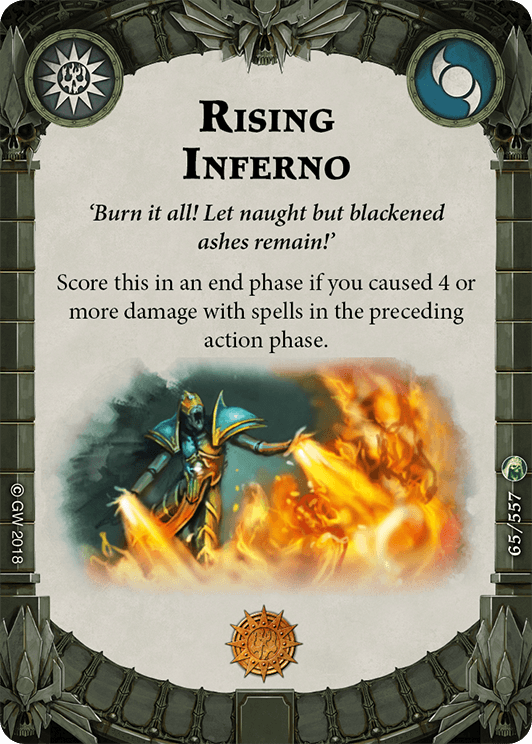 Rising
Inferno
‘Burn it all! Let naught but blackened
ashes remain!’
Score this in an end phase if you caused 4 or
more damage with spells in the preceding
action phase.
© GW 2018
65/557